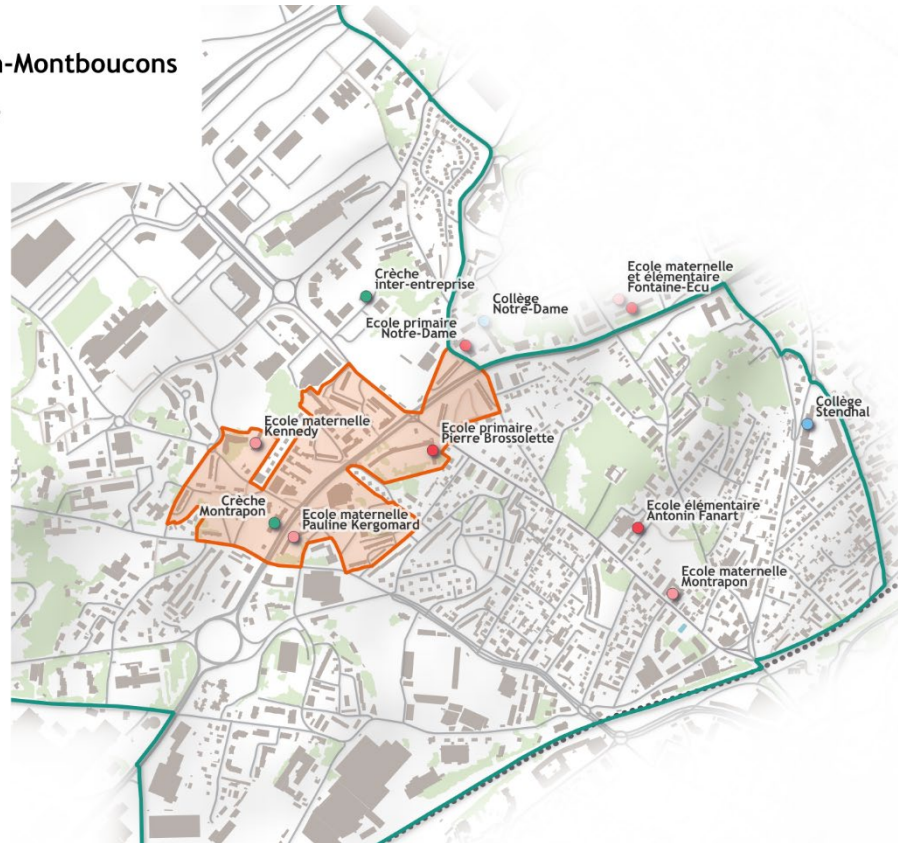 -Montboucons
Crèche
inter-entreprise
Ecole primaire
Notre-Dame
Collège
Notre-Dame
Ecole maternelle
et élémentaire
Fontaine-Ecu
Collège
Stendhal
Ecole maternelle
Kennedy
Ecole primaire
Pierre Brossolette
Crèche
Montrapon
Ecole maternelle
Pauline Kergomard
Ecole élémentaire
Antonin Fanart
Ecole maternelle
Montrapon